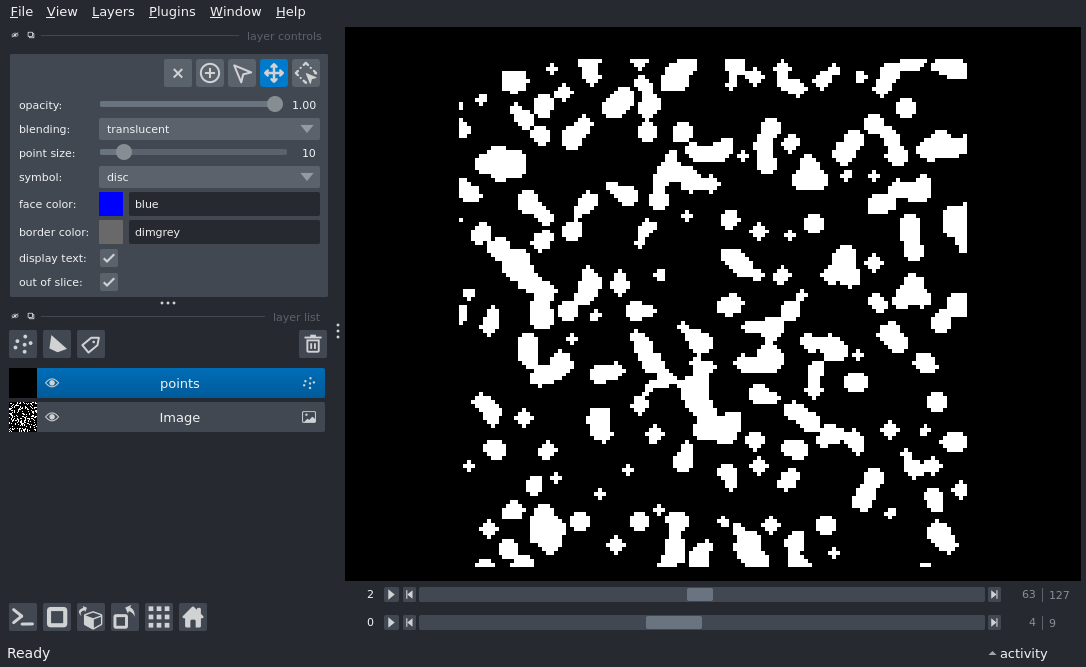 File View Layers Plugins Window Help
layer controls
opacity: 1.00
blending: translucent
point size: 10
symbol: disc
face color: blue
border color: dimgrey
display text:
out of slice:
layer list
points
Image
2 63 127
0 4 9
Ready activity